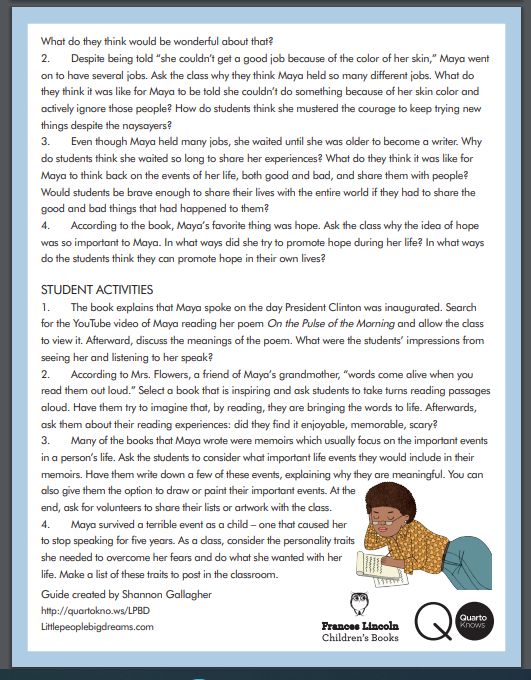 What do they think would be wonderful about that?
2. Despite being told “she couldn’t get a good job because of the color of her skin,” Maya went
on to have several jobs. Ask the class why they think Maya held so many different jobs. What do
they think it was like for Maya to be told she couldn’t do something because of her skin color and
actively ignore those people? How do students think she mustered the courage to keep trying new
things despite the naysayers?
3. Even though Maya held many jobs, she waited until she was older to become a writer. Why
do students think she waited so long to share her experiences? What do they think it was like for
Maya to think back on the events of her life, both good and bad, and share them with people?
Would students be brave enough to share their lives with the entire world if they had to share the
good and bad things that had happened to them?
4. According to the book, Maya’s favorite thing was hope. Ask the class why the idea of hope
was so important to Maya. In what ways did she try to promote hope during her life? In what ways
do the students think they can promote hope in their own lives?
STUDENT ACTIVITIES
1. The book explains that Maya spoke on the day President Clinton was inaugurated. Search
for the YouTube video of Maya reading her poem On the Pulse of the Morning and allow the class
to view it. Afterward, discuss the meanings of the poem. What were the students’ impressions from
seeing her and listening to her speak?
2. According to Mrs. Flowers, a friend of Maya’s grandmother, “words come alive when you
read them out loud.” Select a book that is inspiring and ask students to take turns reading passages
aloud. Have them try to imagine that, by reading, they are bringing the words to life. Afterwards,
ask them about their reading experiences: did they find it enjoyable, memorable, scary?
3. Many of the books that Maya wrote were memoirs which usually focus on the important events
in a person’s life. Ask the students to consider what important life events they would include in their
memoirs. Have them write down a few of these events, explaining why they are meaningful. You can
also give them the option to draw or paint their important events. At the
end, ask for volunteers to share their lists or artwork with the class.
4. Maya survived a terrible event as a child – one that caused her
to stop speaking for five years. As a class, consider the personality traits
she needed to overcome her fears and do what she wanted with her
life. Make a list of these traits to post in the classroom.
Guide created by Shannon Gallagher
http://quartokno.ws/LPBD
Littlepeoplebigdreams.com
Frances Lincoln
Children’s Books
Quarto
Knows